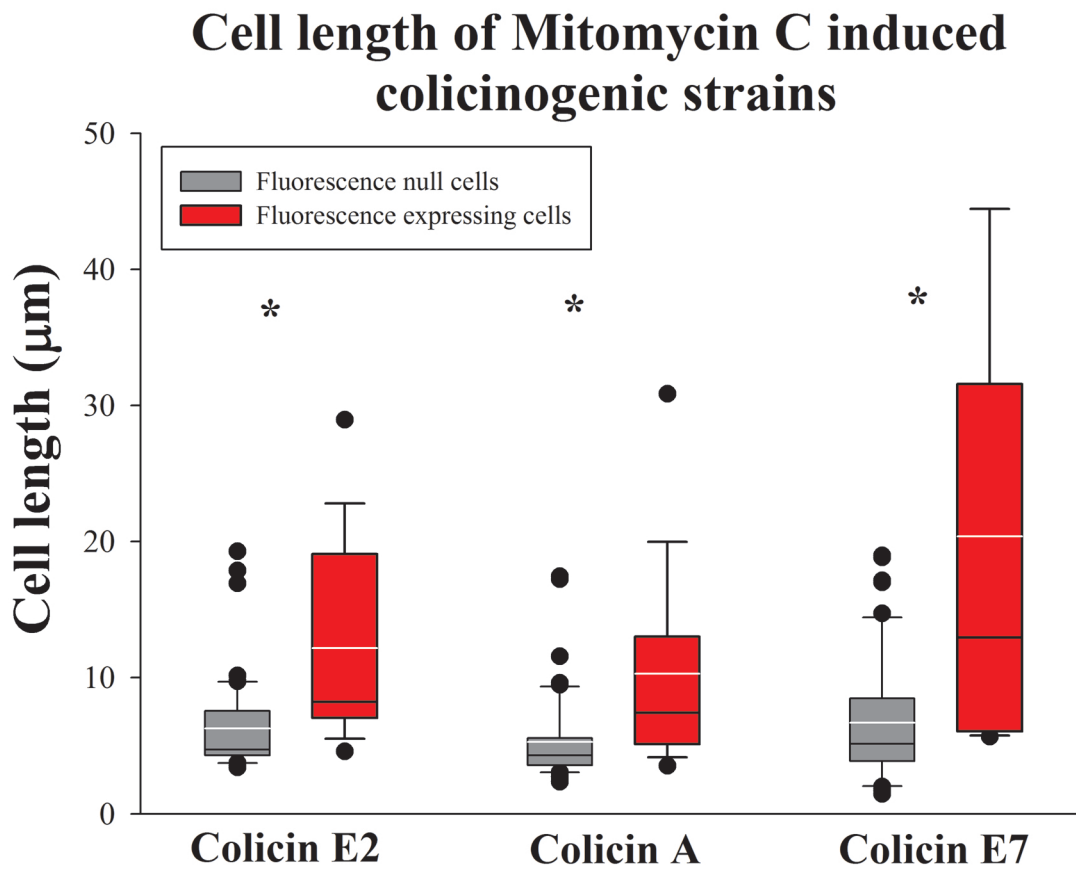 Cell length of Mitomycin C induced
colicinogenic strains
50
Fluorescence null cells
Fluorescence expressing cells
40
*
*
*
30
20
10
0
Cell length (μm)
Colicin E2
Colicin A
Colicin E7